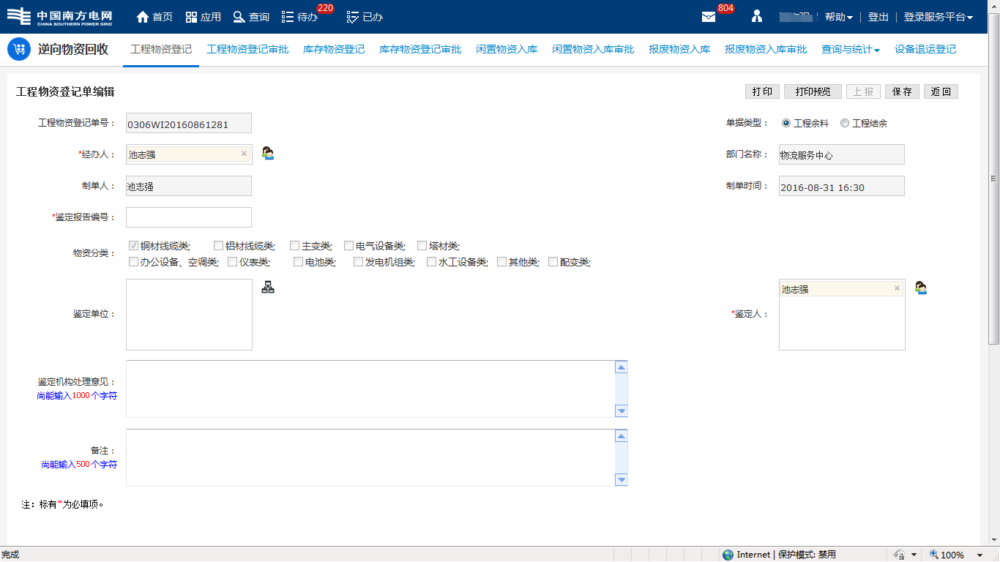 中国南方电网 首页 应用 查询 待办 220 已办 804 帮助 登出 登录服务平台
CHINA SOUTHERN POWER GRID
逆向物资回收 工程物资登记 工程物资登记审批 库存物资登记 库存物资登记审批 闲置物资入库 闲置物资入库审批 报废物资入库 报废物资入库审批 查询与统计 设备退运登记
工程物资登记单编辑 打印 打印预览 上报 保存 返回
工程物资登记单号： 0306WI20160861281 单据类型： 工程余料 工程结余
*经办人： 池志强 × 部门名称： 物流服务中心
制单人： 池志强 制单时间： 2016-08-31 16:30
*鉴定报告编号：
物资分类：
铜材线缆类; 铝材线缆类; 主变类; 电气设备类; 塔材类;
办公设备、空调类; 仪表类; 电池类; 发电机组类; 水工设备类; 其他类; 配变类;
鉴定单位： *鉴定人： 池志强 ×
鉴定机构处理意见：
尚能输入1000个字符
备注：
尚能输入500个字符
注：标有*为必填项。
完成 Internet | 保护模式: 禁用 100%